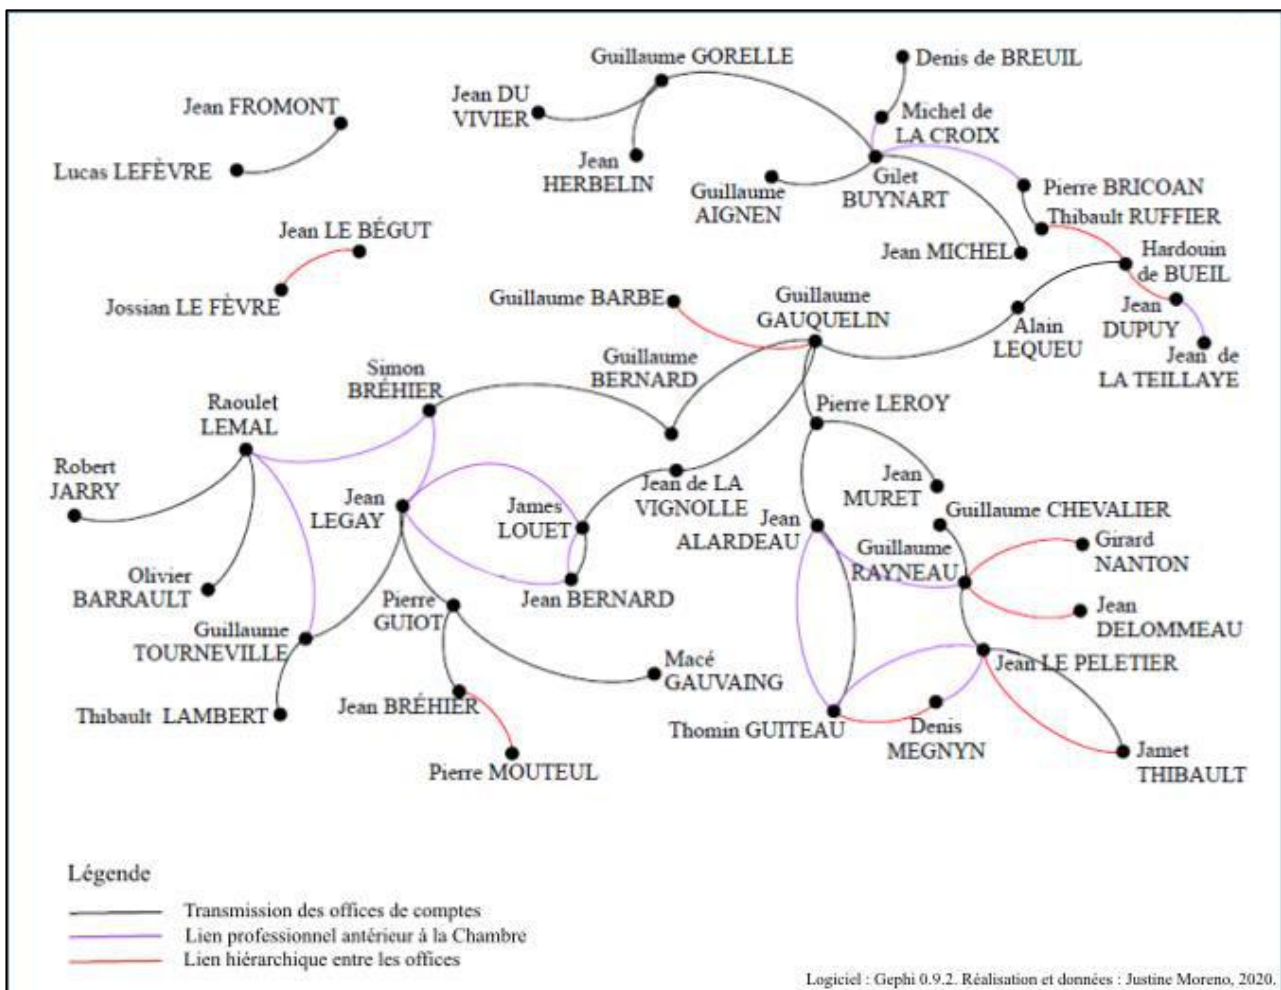 Guillaume GORELLE
Denis de BREUIL
Jean FROMONT
Jean DU
VIVIER
Michel de
LA CROIX
Lucas LEFÈVRE
Jean
HERBELIN
Guillaume
AIGNEN
Gilet
BUYNART
Pierre BRICOAN
Thibault RUFFIER
Jean LE BÉGUT
Jean MICHEL
Hardouin
de BUEIL
Jossian LE FÈVRE
Guillaume BARBE
Guillaume
GAUQUELIN
Alain
LEQUEU
Jean
DUPUY
Jean de
LA TEILLAYE
Guillaume
BERNARD
Simon
BRÉHIER
Raoulet
LEMAL
Pierre LEROY
Robert
JARRY
Jean
LEGAY
James
LOUET
Jean de LA
VIGNOLLE
Jean
MURET
Jean
ALARDEAU
Guillaume CHEVALIER
Guillaume
RAYNEAU
Girard
NANTON
Olivier
BARRAULT
Pierre
GUIOT
Jean BERNARD
Jean
DELOMMEAU
Guillaume
TOURNEVILLE
Macé
GAUVAING
Jean LE PELETIER
Thibault LAMBERT
Jean BRÉHIER
Thomin GUITEAU
Denis
MEGNYN
Pierre MOUTEUL
Jamet
THIBAULT
Légende
Transmission des offices de comptes
Lien professionnel antérieur à la Chambre
Lien hiérarchique entre les offices
Logiciel : Gephi 0.9.2. Réalisation et données : Justine Moreno, 2020.